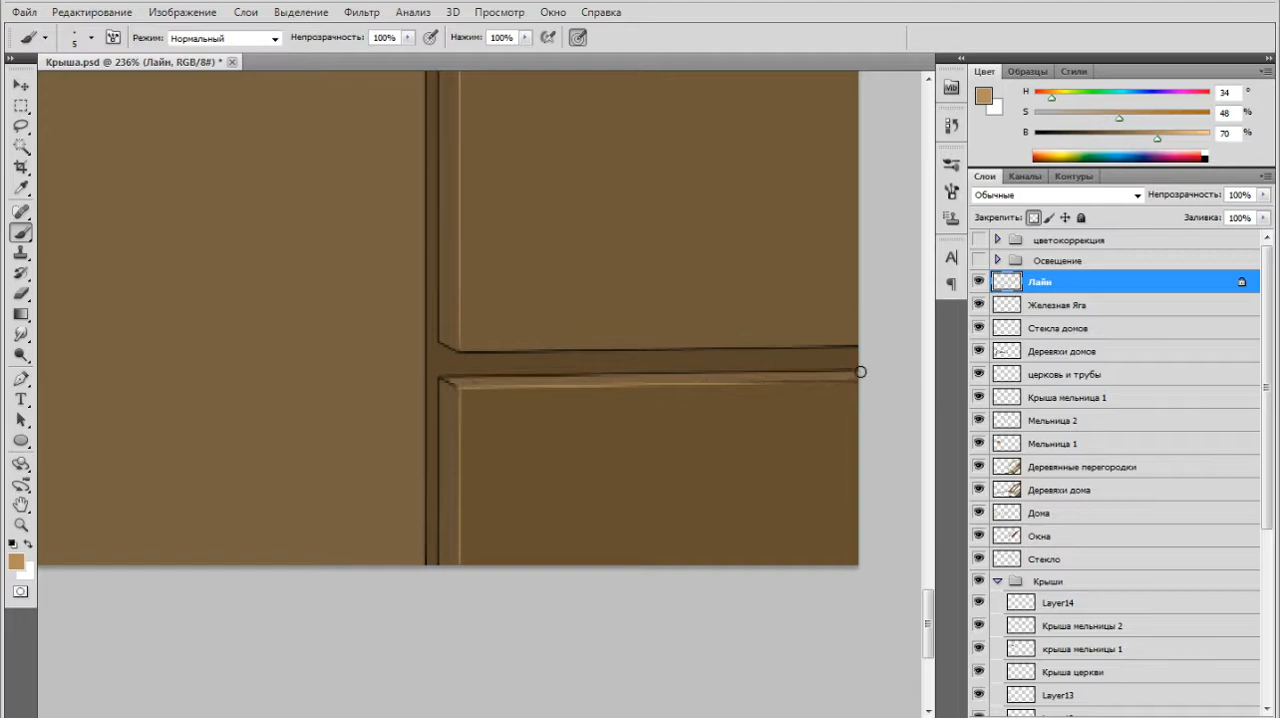 Файл Редактирование Изображение Слои Выделение Фильтр Анализ 3D Просмотр Окно Справка
5 Режим: Нормальный Непрозрачность: 100% Нажим: 100%
Крыша.psd @ 236% (Лайн, RGB/8#) *
Цвет Образцы Стили
H 34 °
S 48 %
B 70 %
Слои Каналы Контуры
Обычные Непрозрачность: 100%
Закрепить: Заливка: 100%
цветокоррекция
Освещение
Лайн
Железная Яга
Стекла домов
Деревяхи домов
церковь и трубы
Крыша мельница 1
Мельница 2
Мельница 1
Деревянные перегородки
Деревяхи дома
Дома
Окна
Стекло
Крыши
Layer14
Крыша мельницы 2
крыша мельницы 1
Крыша церкви
Layer13